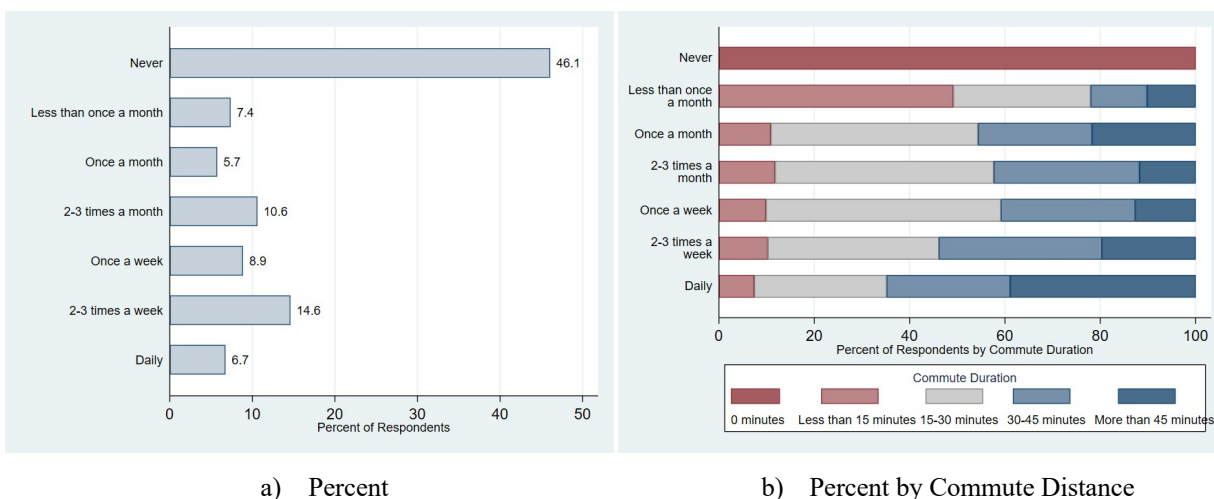 Never
46.1
Less than once a month
7.4
Once a month
5.7
2-3 times a month
10.6
Once a week
8.9
2-3 times a week
14.6
Daily
6.7
0 10 20 30 40 50
Percent of Respondents
a) Percent
Never
Less than once
a month
Once a month
2-3 times a
month
Once a week
2-3 times a
week
Daily
0 20 40 60 80 100
Percent of Respondents by Commute Duration
Commute Duration
0 minutes Less than 15 minutes 15-30 minutes 30-45 minutes More than 45 minutes
b) Percent by Commute Distance